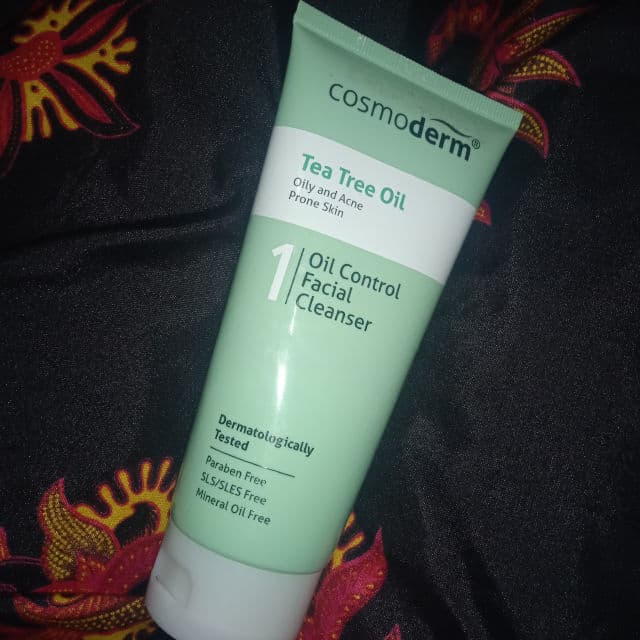 cosmoderm®
Tea Tree Oil
Oily and Acne
Prone Skin
1
Oil Control
Facial
Cleanser
Dermatologically
Tested
Paraben Free
SLS/SLES Free
Mineral Oil Free